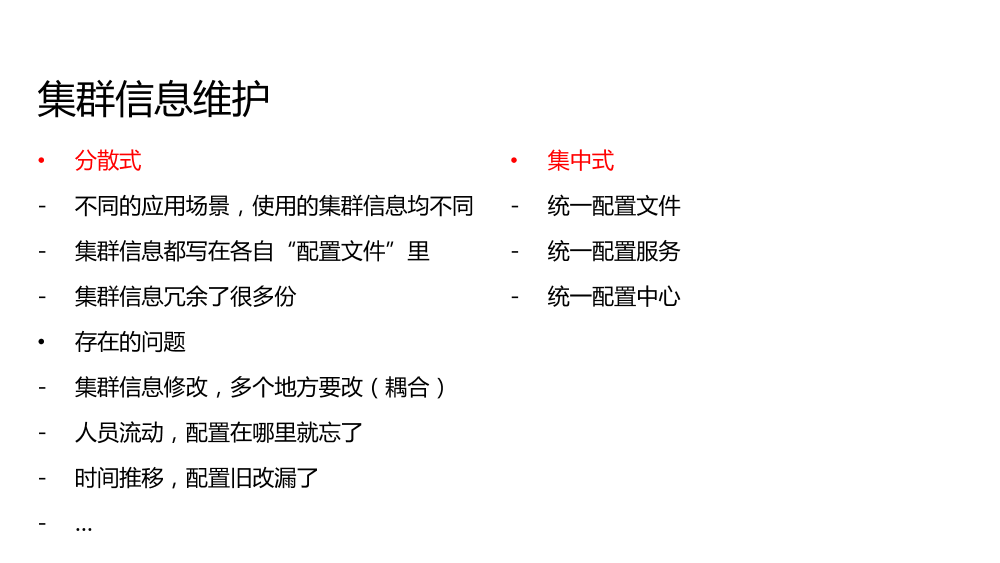 集群信息维护
• 分散式
- 不同的应用场景，使用的集群信息均不同
- 集群信息都写在各自“配置文件”里
- 集群信息冗余了很多份
• 存在的问题
- 集群信息修改，多个地方要改（耦合）
- 人员流动，配置在哪里就忘了
- 时间推移，配置旧改漏了
- ...
• 集中式
- 统一配置文件
- 统一配置服务
- 统一配置中心